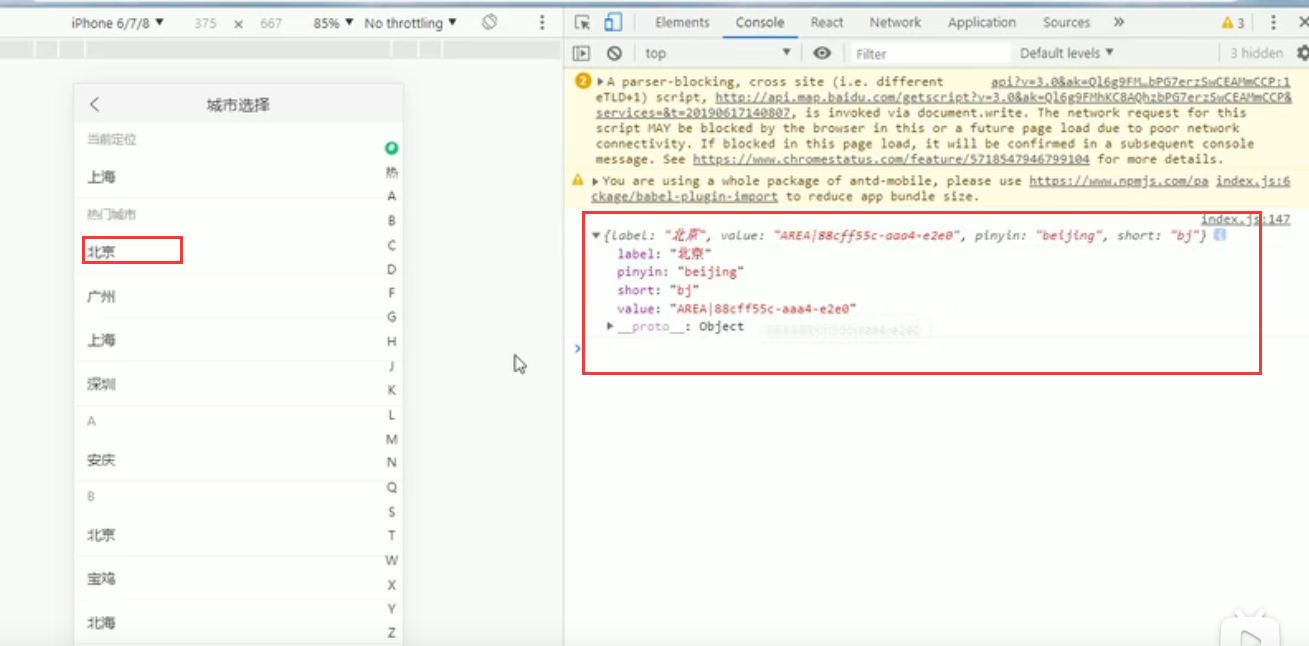 iPhone 6/7/8 ▼ 375 × 667 85% ▼ No throttling ▼
Elements Console React Network Application Sources » 3
top ▼ Filter Default levels ▼ 3 hidden
城市选择
当前定位
上海
热门城市
北京
广州
上海
深圳
A
安庆
B
北京
宝鸡
北海
热
A
B
C
D
F
G
H
J
K
L
M
N
Q
S
T
W
X
Y
Z
2 ▶A parser-blocking, cross site (i.e. different api?v=3.0&ak=Ql6g9FM…bPG7erzSwCEAMmCCP:1
eTLD+1) script, http://api.map.baidu.com/getscript?v=3.0&ak=Ql6g9FMhKC8AQhzbPG7erzSwCEAMmCCP&
services=&t=20190617140807, is invoked via document.write. The network request for this
script MAY be blocked by the browser in this or a future page load due to poor network
connectivity. If blocked in this page load, it will be confirmed in a subsequent console
message. See https://www.chromestatus.com/feature/5718547946799104 for more details.
▶You are using a whole package of antd-mobile, please use https://www.npmjs.com/pa index.js:6
ckage/babel-plugin-import to reduce app bundle size.
index.js:147
▼{label: "北京", value: "AREA|88cff55c-aaa4-e2e0", pinyin: "beijing", short: "bj"}
label: "北京"
pinyin: "beijing"
short: "bj"
value: "AREA|88cff55c-aaa4-e2e0"
▶__proto__: Object